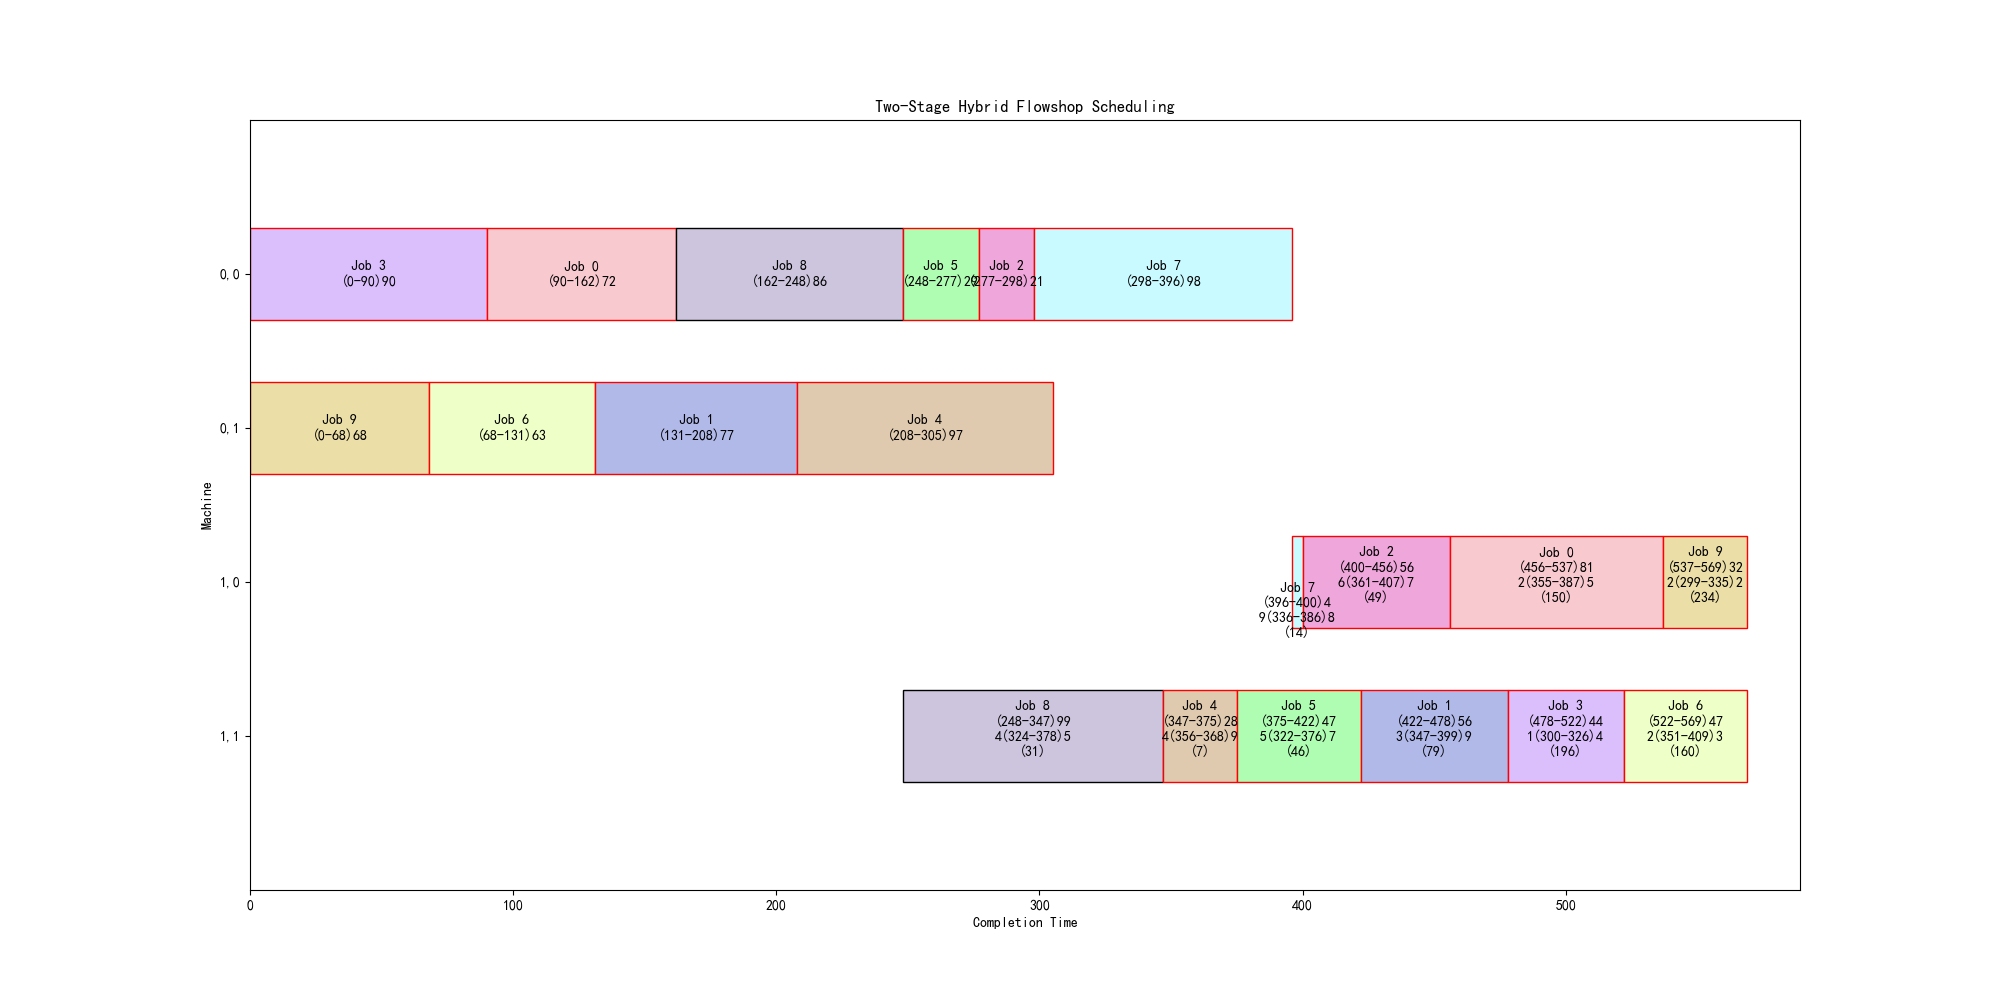 Two-Stage Hybrid Flowshop Scheduling
0,0
Job 3
(0-90)90
Job 0
(90-162)72
Job 8
(162-248)86
Job 5
(248-277)29
Job 2
(277-298)21
Job 7
(298-396)98
0,1
Job 9
(0-68)68
Job 6
(68-131)63
Job 1
(131-208)77
Job 4
(208-305)97
Machine
1,0
Job 7
(396-400)4
9(336-386)8
(14)
Job 2
(400-456)56
6(361-407)7
(49)
Job 0
(456-537)81
2(355-387)5
(150)
Job 9
(537-569)32
2(299-335)2
(234)
1,1
Job 8
(248-347)99
4(324-378)5
(31)
Job 4
(347-375)28
4(356-368)9
(7)
Job 5
(375-422)47
5(322-376)7
(46)
Job 1
(422-478)56
3(347-399)9
(79)
Job 3
(478-522)44
1(300-326)4
(196)
Job 6
(522-569)47
2(351-409)3
(160)
0 100 200 300 400 500
Completion Time